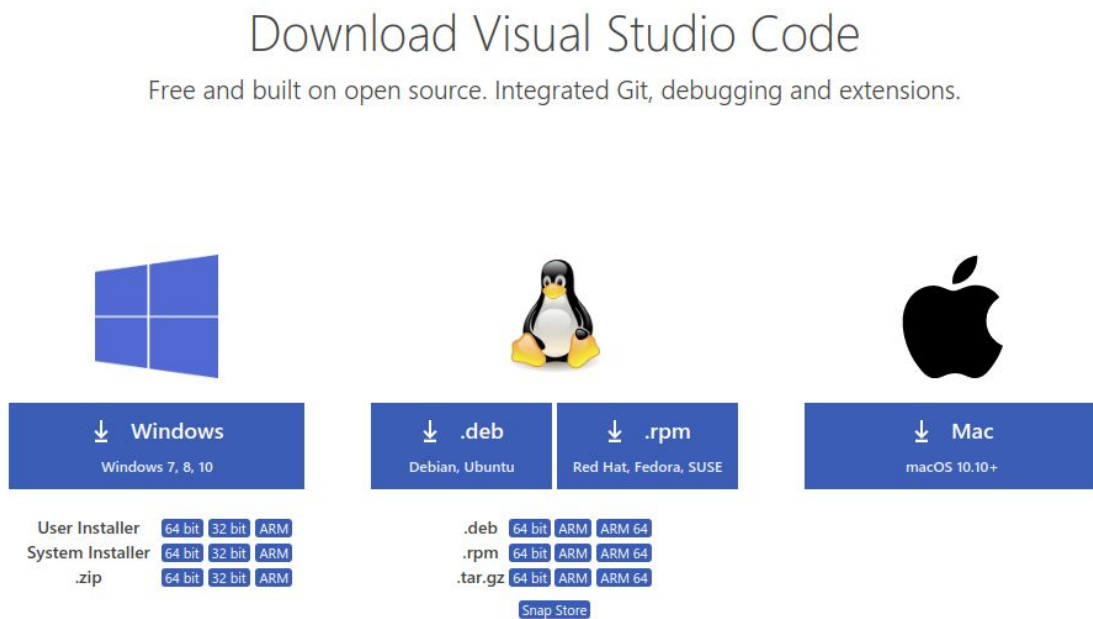 Download Visual Studio Code
Free and built on open source. Integrated Git, debugging and extensions.
Windows
Windows 7, 8, 10
User Installer 64 bit 32 bit ARM
System Installer 64 bit 32 bit ARM
.zip 64 bit 32 bit ARM
.deb
Debian, Ubuntu
.rpm
Red Hat, Fedora, SUSE
.deb 64 bit ARM ARM 64
.rpm 64 bit ARM ARM 64
.tar.gz 64 bit ARM ARM 64
Snap Store
Mac
macOS 10.10+